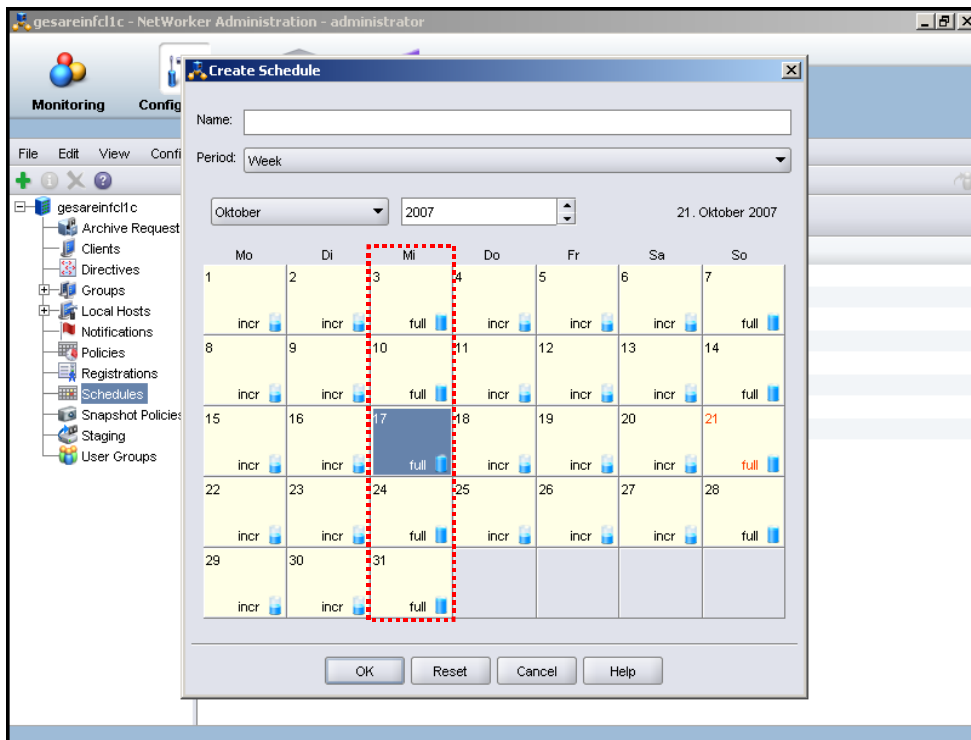 gesareinfcl1c - NetWorker Administration - administrator
Monitoring
Config
File Edit View Confi
gesareinfcl1c
Archive Request
Clients
Directives
Groups
Local Hosts
Notifications
Policies
Registrations
Schedules
Snapshot Policies
Staging
User Groups
Create Schedule
Name:
Period: Week
Oktober 2007 21. Oktober 2007
Mo Di Mi Do Fr Sa So
1 2 3 4 5 6 7
incr incr full incr incr incr full
8 9 10 11 12 13 14
incr incr full incr incr incr full
15 16 17 18 19 20 21
incr incr full incr incr incr full
22 23 24 25 26 27 28
incr incr full incr incr incr full
29 30 31
incr incr full
OK Reset Cancel Help